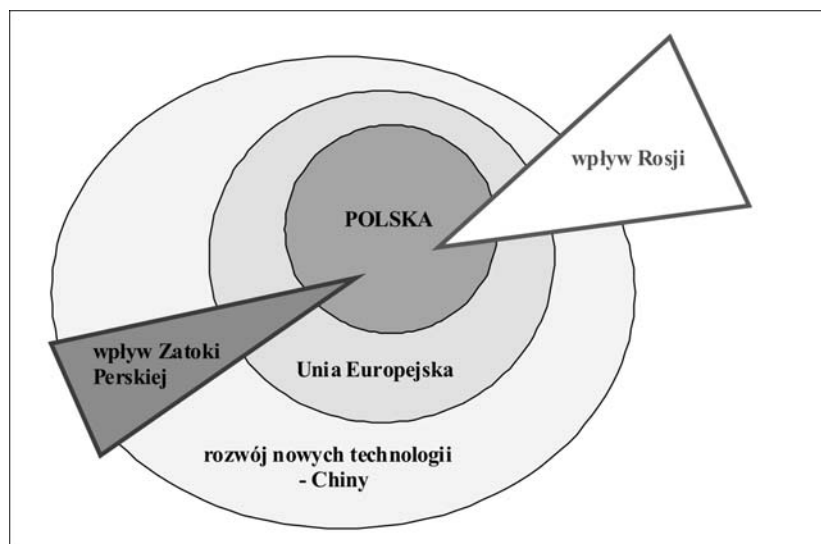 wpływ Rosji
POLSKA
wpływ Zatoki
Perskiej
Unia Europejska
rozwój nowych technologii
- Chiny